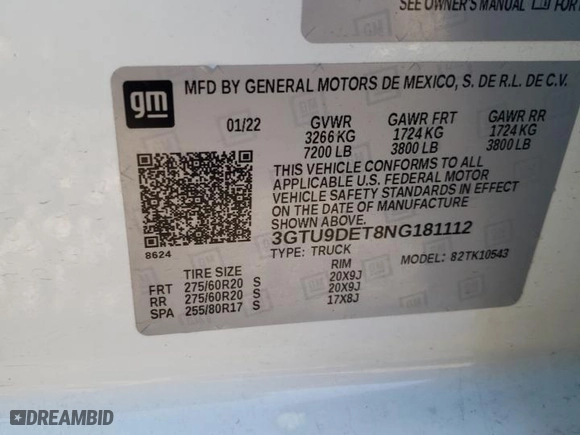 SEE OWNER'S MANUAL
gm
MFD BY GENERAL MOTORS DE MEXICO, S. DE R.L. DE C.V.
01/22 GVWR GAWR FRT GAWR RR
3266 KG 1724 KG 1724 KG
7200 LB 3800 LB 3800 LB
THIS VEHICLE CONFORMS TO ALL
APPLICABLE U.S. FEDERAL MOTOR
VEHICLE SAFETY STANDARDS IN EFFECT
ON THE DATE OF MANUFACTURE
SHOWN ABOVE.
3GTU9DET8NG181112
8624 TYPE: TRUCK MODEL: 82TK10543
TIRE SIZE RIM
FRT 275/60R20 S 20X9J
RR 275/60R20 S 20X9J
SPA 255/80R17 S 17X8J
DREAMBID